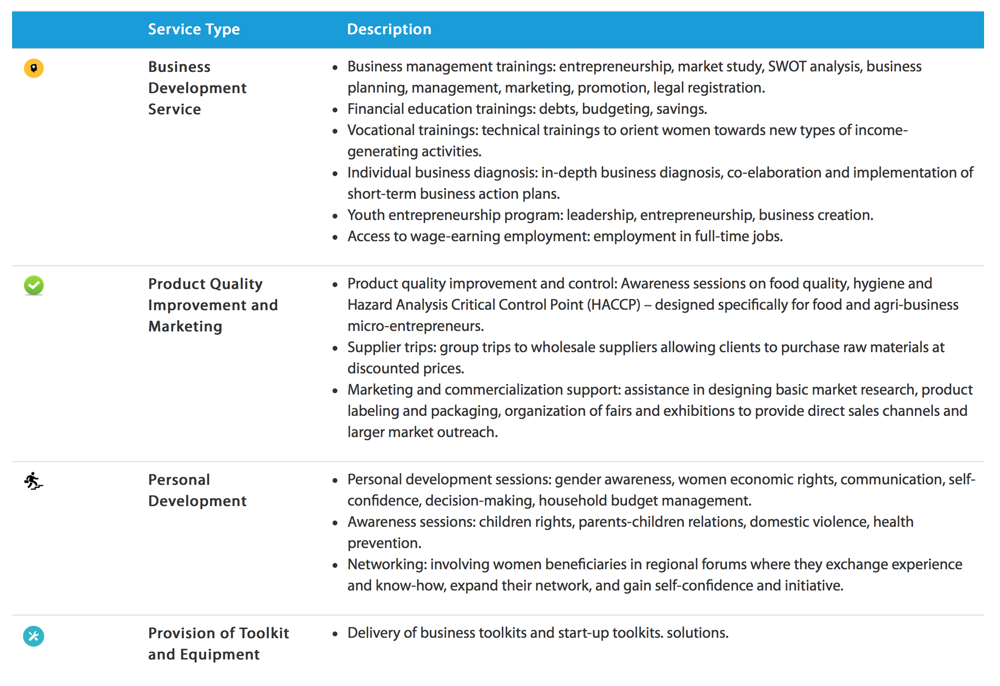 Service Type Description
Business
Development
Service
• Business management trainings: entrepreneurship, market study, SWOT analysis, business
planning, management, marketing, promotion, legal registration.
• Financial education trainings: debts, budgeting, savings.
• Vocational trainings: technical trainings to orient women towards new types of income-
generating activities.
• Individual business diagnosis: in-depth business diagnosis, co-elaboration and implementation of
short-term business action plans.
• Youth entrepreneurship program: leadership, entrepreneurship, business creation.
• Access to wage-earning employment: employment in full-time jobs.
Product Quality
Improvement and
Marketing
• Product quality improvement and control: Awareness sessions on food quality, hygiene and
Hazard Analysis Critical Control Point (HACCP) – designed specifically for food and agri-business
micro-entrepreneurs.
• Supplier trips: group trips to wholesale suppliers allowing clients to purchase raw materials at
discounted prices.
• Marketing and commercialization support: assistance in designing basic market research, product
labeling and packaging, organization of fairs and exhibitions to provide direct sales channels and
larger market outreach.
Personal
Development
• Personal development sessions: gender awareness, women economic rights, communication, self-
confidence, decision-making, household budget management.
• Awareness sessions: children rights, parents-children relations, domestic violence, health
prevention.
• Networking: involving women beneficiaries in regional forums where they exchange experience
and know-how, expand their network, and gain self-confidence and initiative.
Provision of Toolkit
and Equipment
• Delivery of business toolkits and start-up toolkits. solutions.